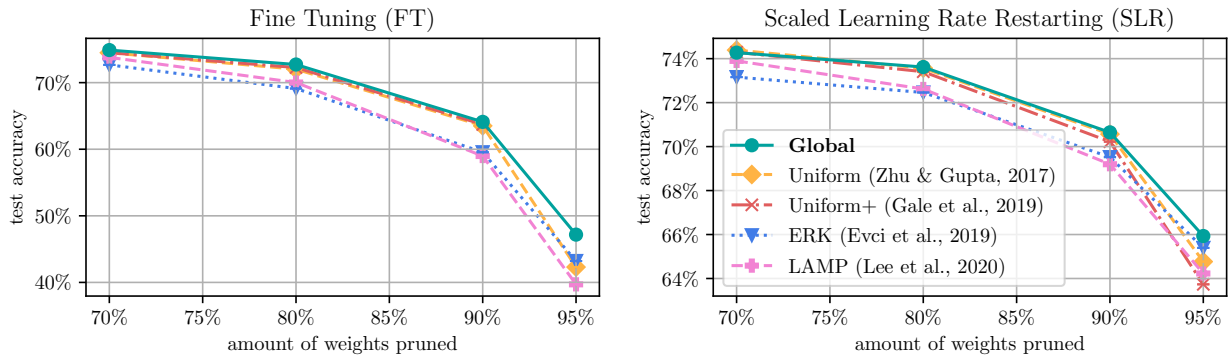 Fine Tuning (FT)
70%
60%
50%
40%
test accuracy
70%
75%
80%
85%
90%
95%
amount of weights pruned
Scaled Learning Rate Restarting (SLR)
74%
72%
70%
68%
66%
64%
test accuracy
Global
Uniform (Zhu & Gupta, 2017)
Uniform+ (Gale et al., 2019)
ERK (Evci et al., 2019)
LAMP (Lee et al., 2020)
70%
75%
80%
85%
90%
95%
amount of weights pruned